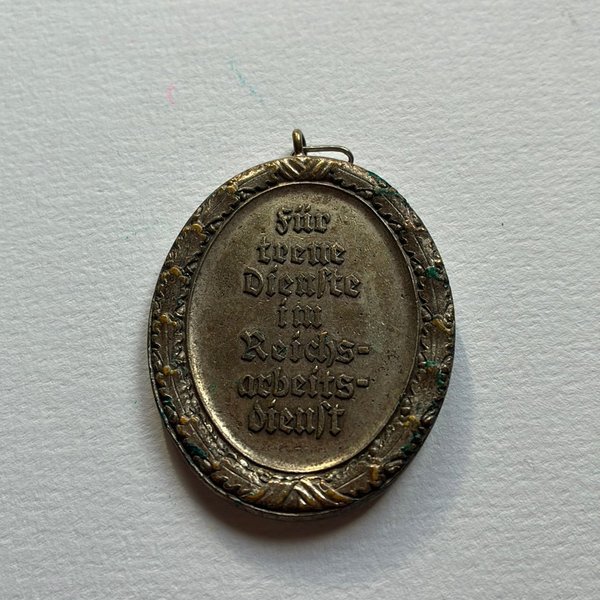 Für
treue
Dienste
im
Reichs-
arbeits-
dienst